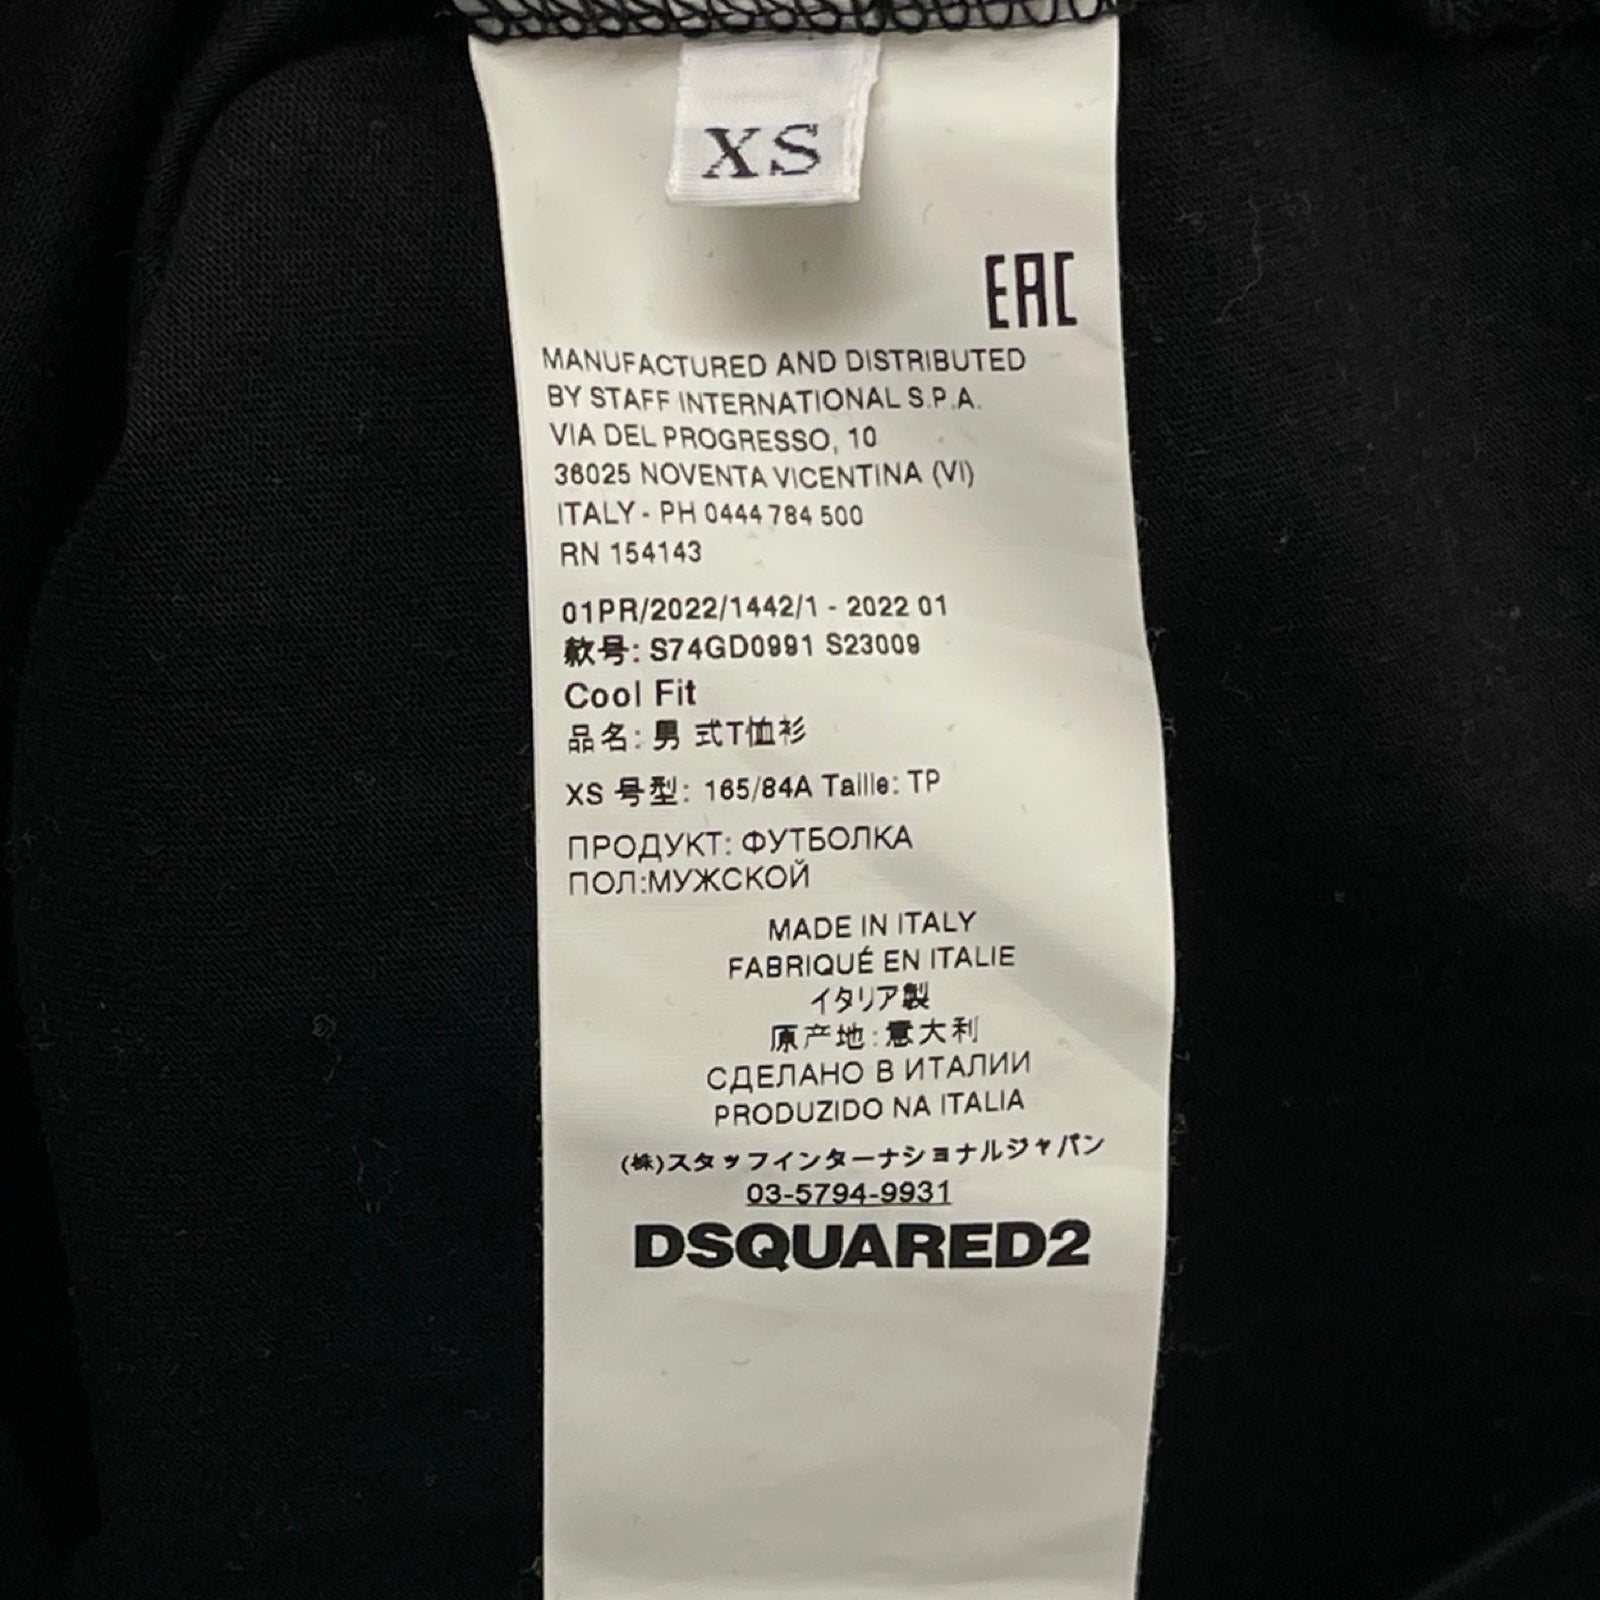 XS
EAC
MANUFACTURED AND DISTRIBUTED
BY STAFF INTERNATIONAL S.P.A.
VIA DEL PROGRESSO, 10
36025 NOVENTA VICENTINA (VI)
ITALY - PH 0444 784 500
RN 154143
01PR/2022/1442/1 - 2022 01
款号: S74GD0991 S23009
Cool Fit
品名: 男 式T恤衫
XS 号型: 165/84A Taille: TP
ПРОДУКТ: ФУТБОЛКА
ПОЛ:МУЖСКОЙ
MADE IN ITALY
FABRIQUÉ EN ITALIE
イタリア製
原产地:意大利
СДЕЛАНО В ИТАЛИИ
PRODUZIDO NA ITALIA
(株)スタッフインターナショナルジャパン
03-5794-9931
DSQUARED2